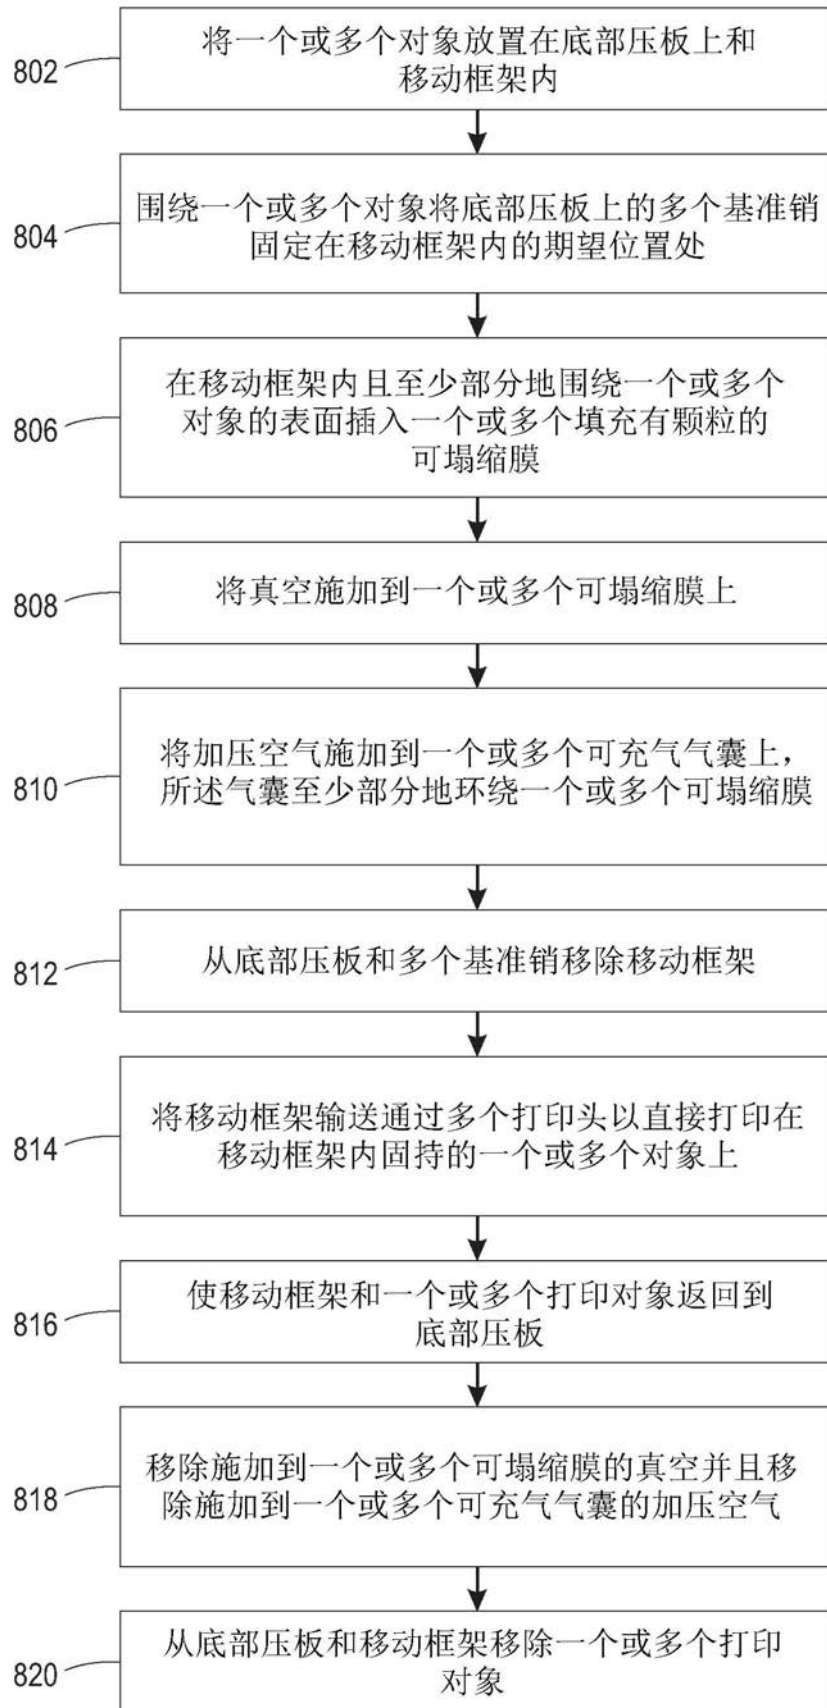 802
将一个或多个对象放置在底部压板上和
移动框架内
804
围绕一个或多个对象将底部压板上的多个基准销
固定在移动框架内的期望位置处
806
在移动框架内且至少部分地围绕一个或多个
对象的表面插入一个或多个填充有颗粒的
可塌缩膜
808
将真空施加到一个或多个可塌缩膜上
810
将加压空气施加到一个或多个可充气气囊上，
所述气囊至少部分地环绕一个或多个可塌缩膜
812
从底部压板和多个基准销移除移动框架
814
将移动框架输送通过多个打印头以直接打印在
移动框架内固持的一个或多个对象上
816
使移动框架和一个或多个打印对象返回到
底部压板
818
移除施加到一个或多个可塌缩膜的真空并且移
除施加到一个或多个可充气气囊的加压空气
820
从底部压板和移动框架移除一个或多个打印
对象